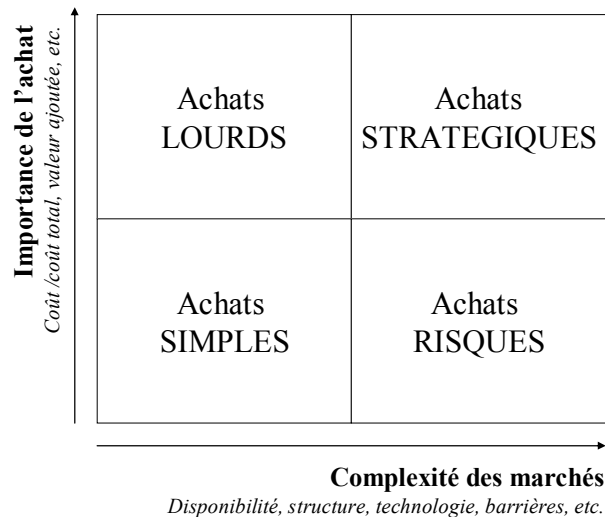 Importance de l'achat
Coût /coût total, valeur ajoutée, etc.
Achats
LOURDS
Achats
STRATEGIQUES
Achats
SIMPLES
Achats
RISQUES
Complexité des marchés
Disponibilité, structure, technologie, barrières, etc.